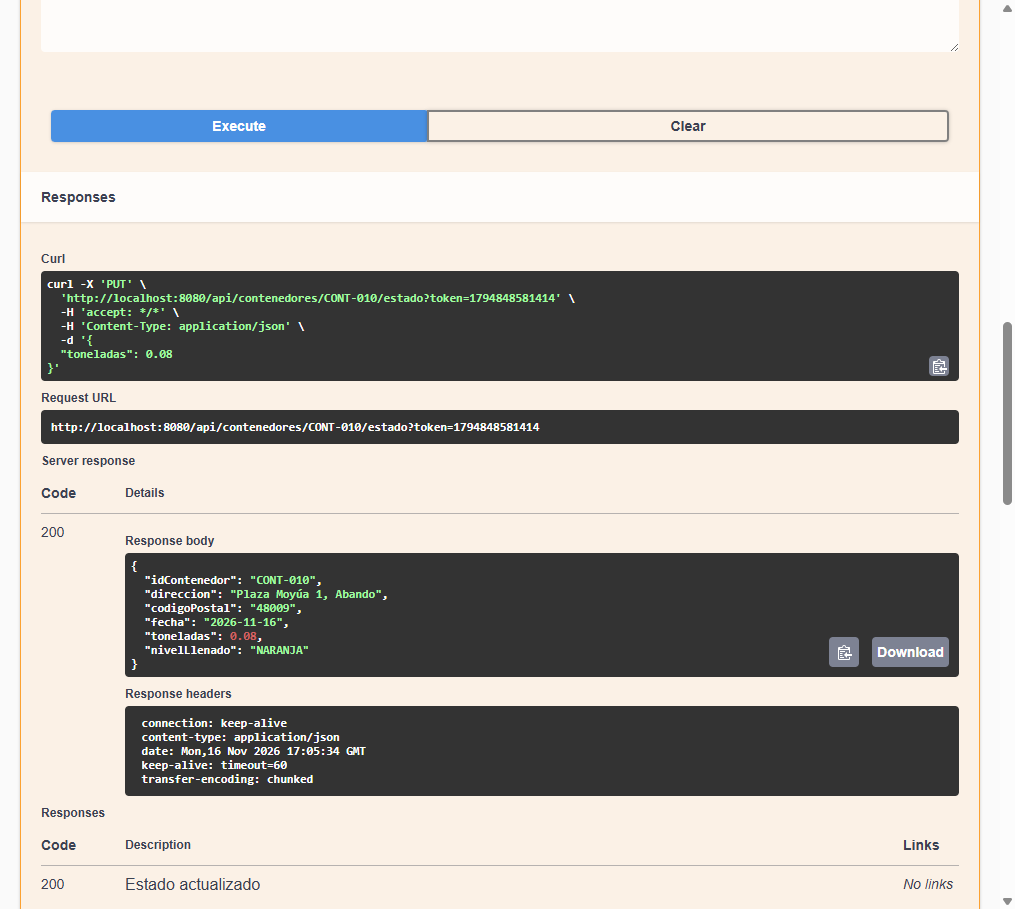 Execute
Clear
Responses
Curl
curl -X 'PUT' \
  'http://localhost:8080/api/contenedores/CONT-010/estado?token=1794848581414' \
  -H 'accept: */*' \
  -H 'Content-Type: application/json' \
  -d '{
  "toneladas": 0.08
}'
Request URL
http://localhost:8080/api/contenedores/CONT-010/estado?token=1794848581414
Server response
Code Details
200
Response body
{
  "idContenedor": "CONT-010",
  "direccion": "Plaza Moyúa 1, Abando",
  "codigoPostal": "48009",
  "fecha": "2026-11-16",
  "toneladas": 0.08,
  "nivelLlenado": "NARANJA"
}
Download
Response headers
connection: keep-alive
content-type: application/json
date: Mon,16 Nov 2026 17:05:34 GMT
keep-alive: timeout=60
transfer-encoding: chunked
Responses
Code Description Links
200 Estado actualizado No links